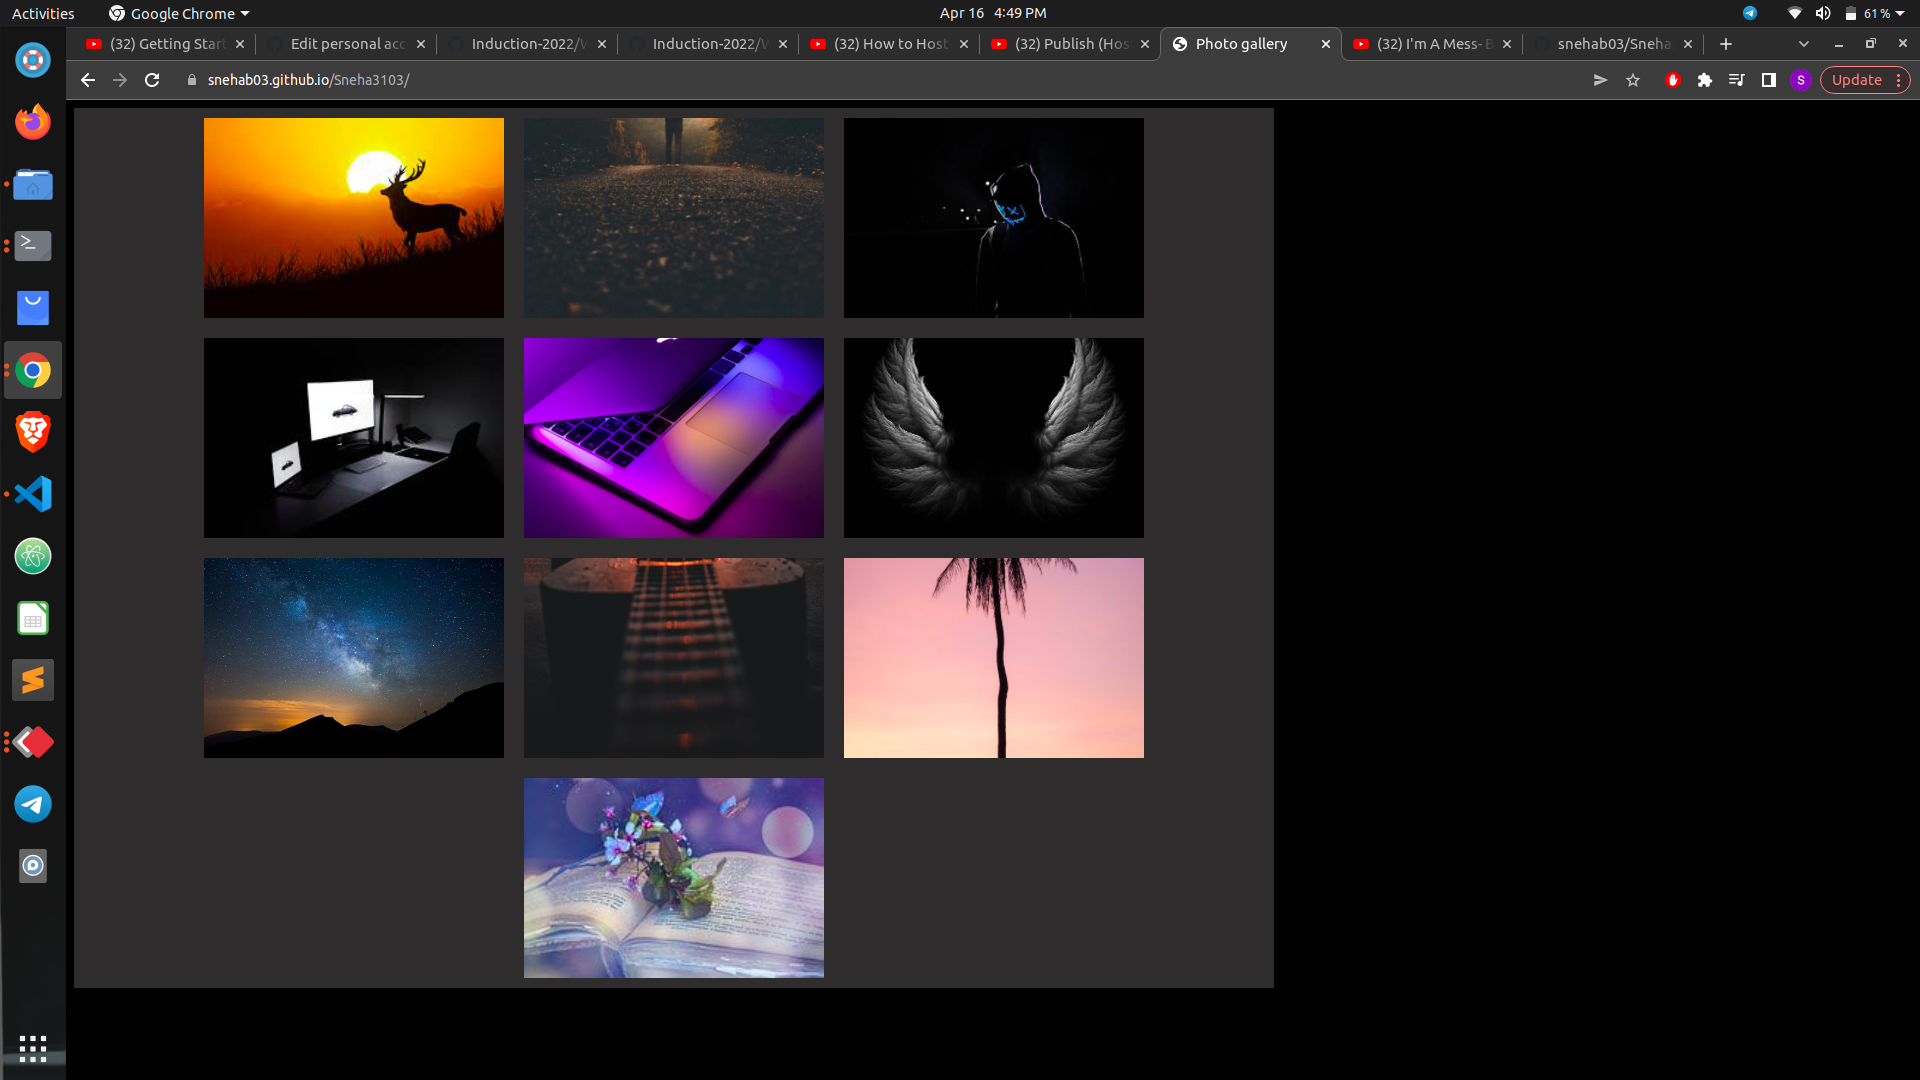 Activities
Google Chrome
Apr 16 4:49 PM
61 %
(32) Getting Star
Edit personal acc
Induction-2022/
Induction-2022/
(32) How to Host
(32) Publish (Hos
Photo gallery
(32) I'm A Mess- B
snehab03/Sneha
snehab03.github.io/Sneha3103/
S
Update